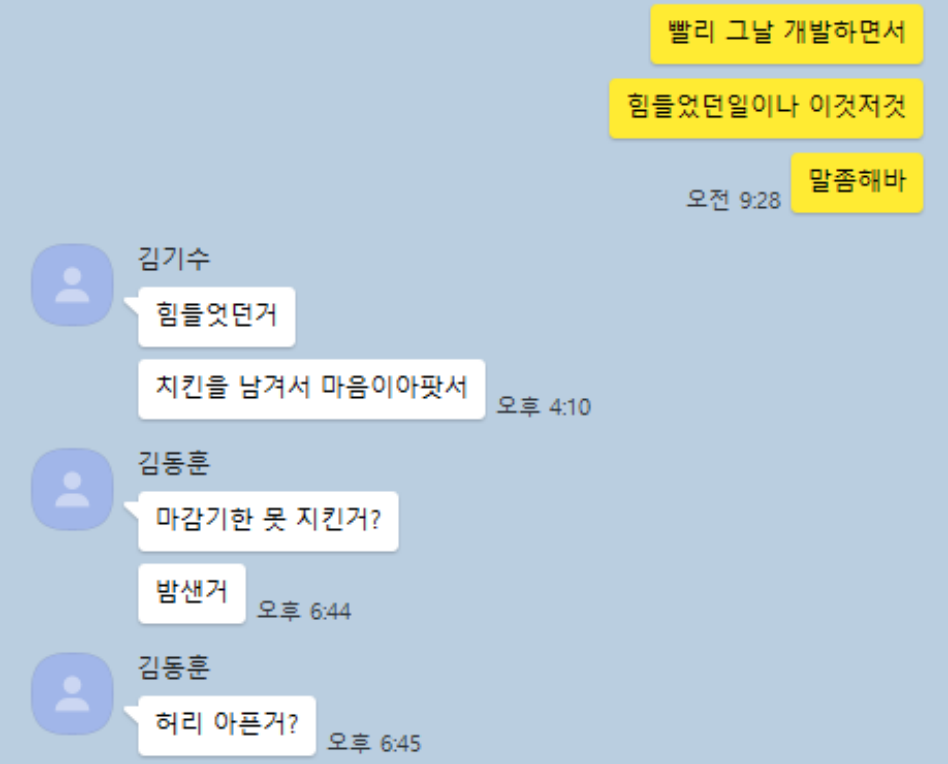 빨리 그날 개발하면서
힘들었던일이나 이것저것
말좀해바
오전 9:28
김기수
힘들엇던거
치킨을 남겨서 마음이아팟서
오후 4:10
김동훈
마감기한 못 지킨거?
밤샌거
오후 6:44
김동훈
허리 아픈거?
오후 6:45